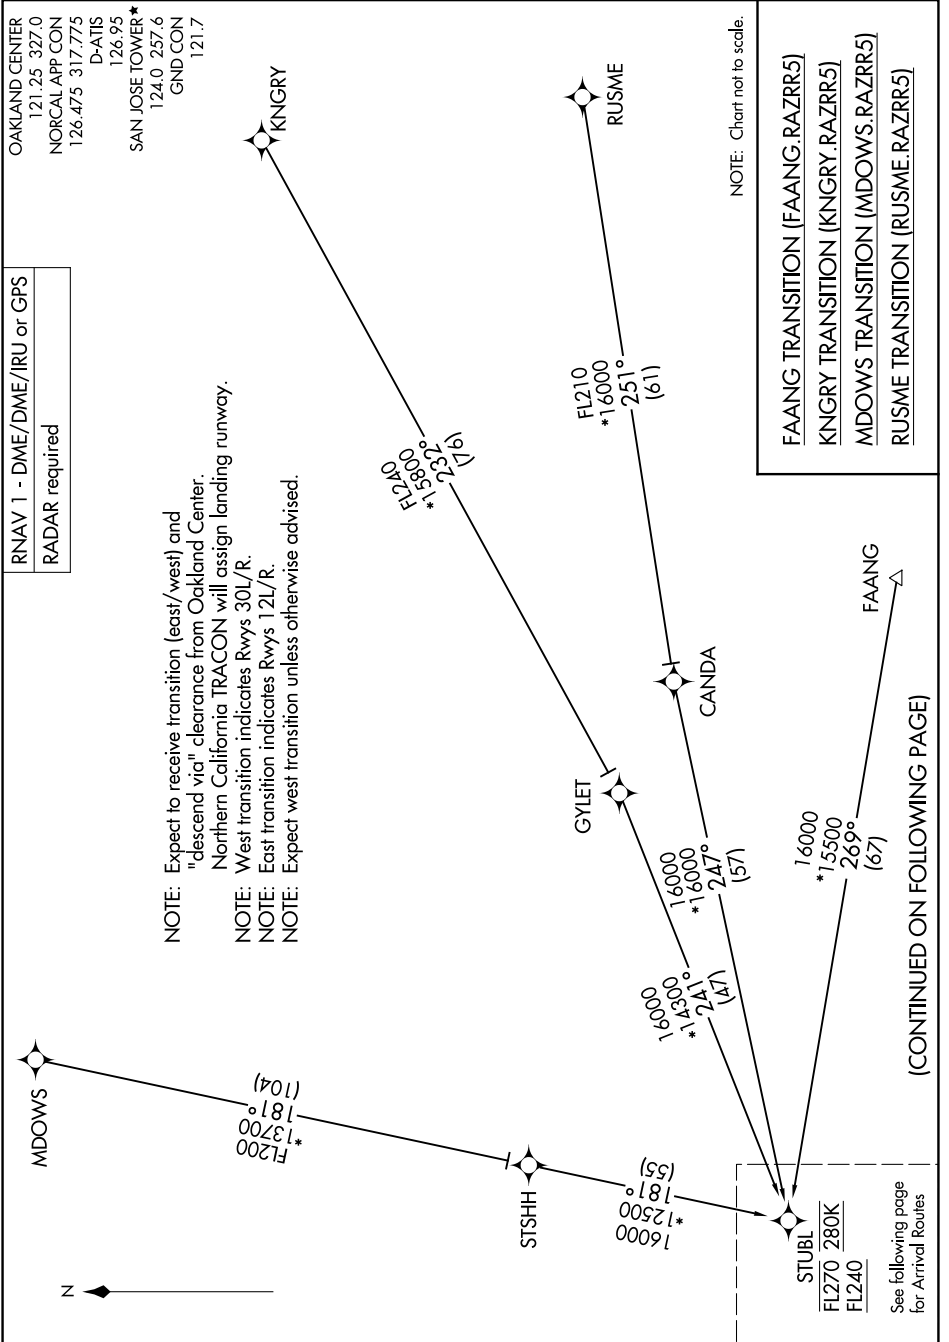 OAKLAND CENTER
121.25 327.0
NORCAL APP CON
126.475 317.775
D-ATIS
126.95
SAN JOSE TOWER★
124.0 257.6
GND CON
121.7
RNAV 1 - DME/DME/IRU or GPS
RADAR required
NOTE: Expect to receive transition (east/west) and
"descend via" clearance from Oakland Center.
Northern California TRACON will assign landing runway.
NOTE: West transition indicates Rwys 30L/R.
NOTE: East transition indicates Rwys 12L/R.
NOTE: Expect west transition unless otherwise advised.
N
MDOWS
FL200
*13700
181°
(104)
STSHH
16000
*12500
181°
(55)
KNGRY
FL240
*15800
232°
(76)
GYLET
16000
*14300
241°
(47)
RUSME
FL210
*16000
251°
(61)
CANDA
16000
*16000
247°
(57)
FAANG
16000
*15500
269°
(67)
STUBL
FL270 280K
FL240
See following page
for Arrival Routes
(CONTINUED ON FOLLOWING PAGE)
NOTE: Chart not to scale.
FAANG TRANSITION (FAANG.RAZRR5)
KNGRY TRANSITION (KNGRY.RAZRR5)
MDOWS TRANSITION (MDOWS.RAZRR5)
RUSME TRANSITION (RUSME.RAZRR5)